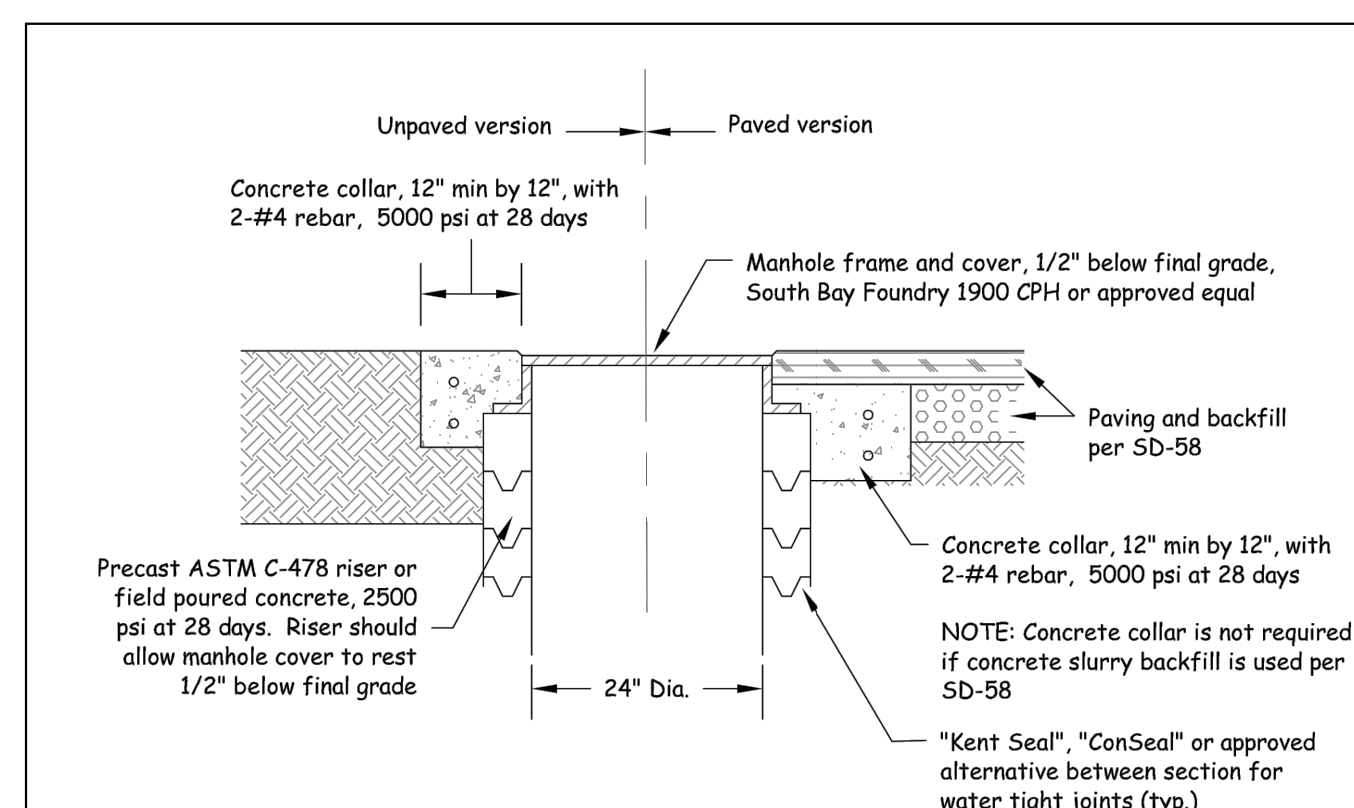 Unpaved version
Paved version
Concrete collar, 12" min by 12", with
2-#4 rebar, 5000 psi at 28 days
Manhole frame and cover, 1/2" below final grade,
South Bay Foundry 1900 CPH or approved equal
Paving and backfill
per SD-58
Concrete collar, 12" min by 12", with
2-#4 rebar, 5000 psi at 28 days
NOTE: Concrete collar is not required
if concrete slurry backfill is used per
SD-58
Precast ASTM C-478 riser or
field poured concrete, 2500
psi at 28 days. Riser should
allow manhole cover to rest
1/2" below final grade
24" Dia.
"Kent Seal", "ConSeal" or approved
alternative between section for
water tight joints (typ.)